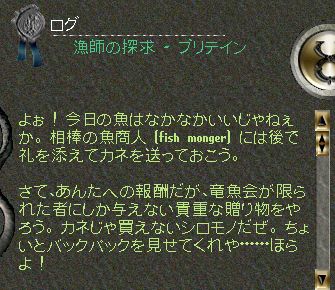 ログ
漁師の探求 - ブリテイン
よぉ！今日の魚はなかなかいいじゃねぇ
か。相棒の魚商人 (fish monger) には後で
礼を添えてカネを送っておこう。
さて、あんたへの報酬だが、竜魚会が限ら
れた者にしか与えない貴重な贈り物をや
ろう。カネじゃ買えないシロモノだぜ。ちょ
いとバックパックを見せてくれや……ほら
よ！